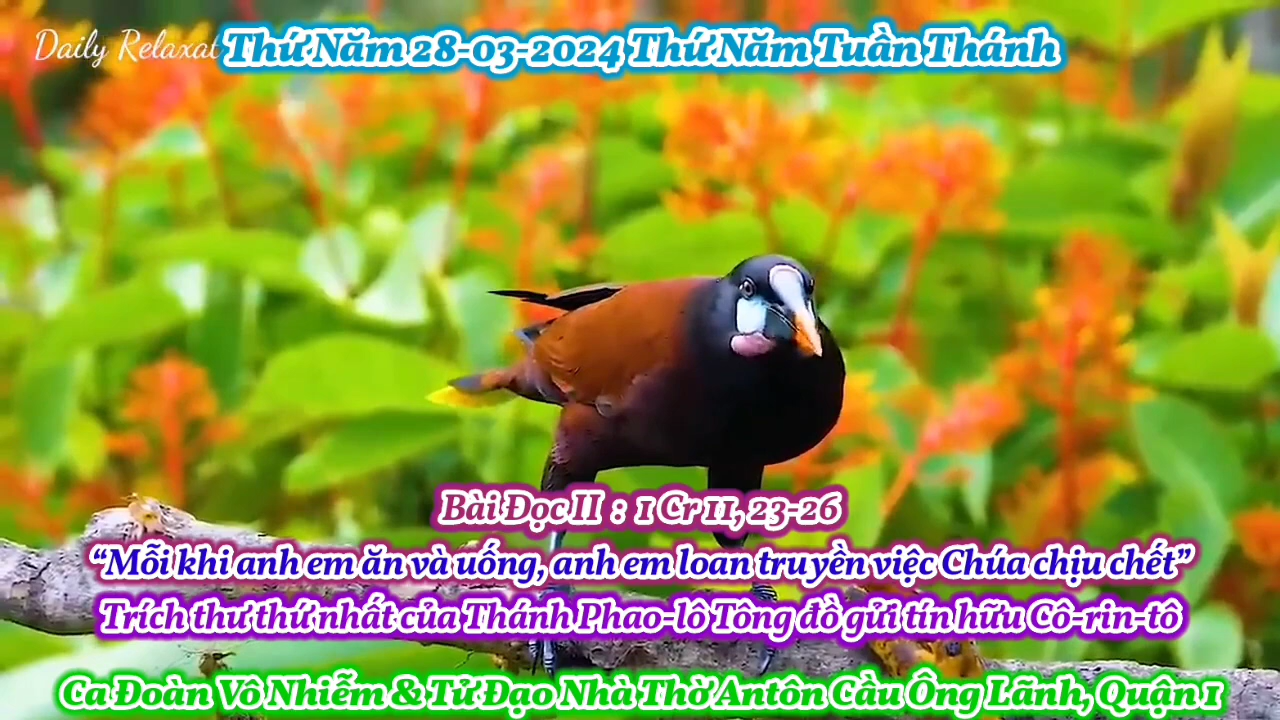 Daily Relaxat
Thứ Năm 28-03-2024 Thứ Năm Tuần Thánh
Bài Đọc II : 1 Cr 11, 23-26
“Mỗi khi anh em ăn và uống, anh em loan truyền việc Chúa chịu chết”
Trích thư thứ nhất của Thánh Phao-lô Tông đồ gửi tín hữu Cô-rin-tô
Ca Đoàn Vô Nhiễm & Tử Đạo Nhà Thờ Antôn Cầu Ông Lãnh, Quận 1